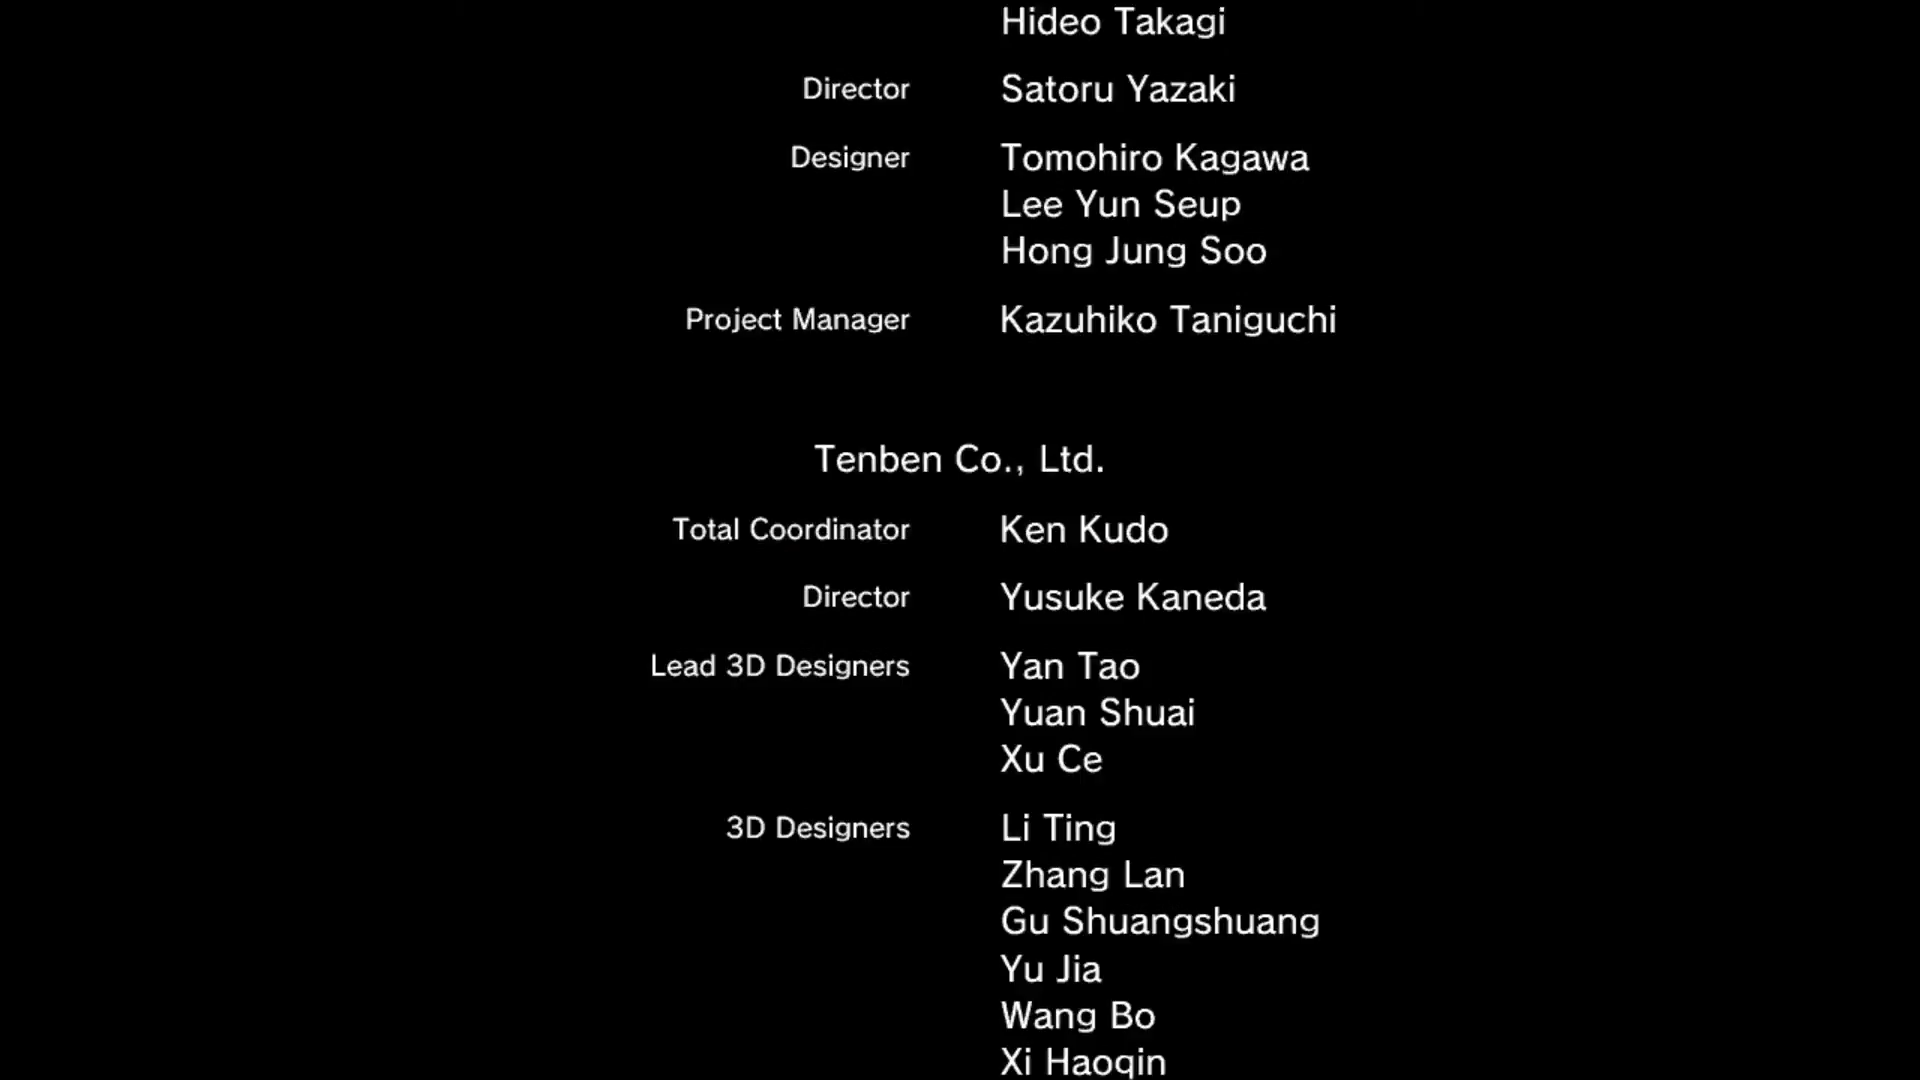 Hideo Takagi
Director Satoru Yazaki
Designer Tomohiro Kagawa
Lee Yun Seup
Hong Jung Soo
Project Manager Kazuhiko Taniguchi
Tenben Co., Ltd.
Total Coordinator Ken Kudo
Director Yusuke Kaneda
Lead 3D Designers Yan Tao
Yuan Shuai
Xu Ce
3D Designers Li Ting
Zhang Lan
Gu Shuangshuang
Yu Jia
Wang Bo
Xi Haoqin